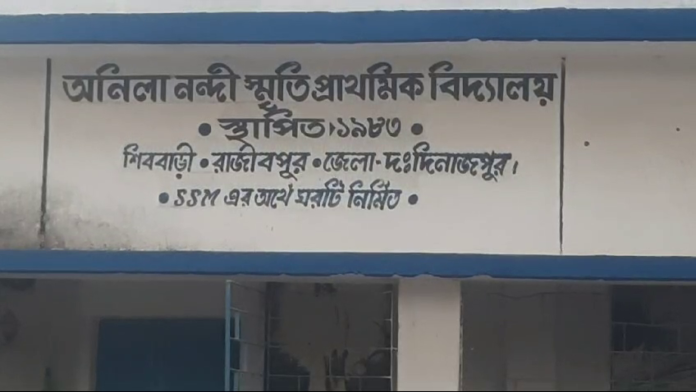 অনিলা নন্দী স্মৃতি প্রাথমিক বিদ্যালয়
• স্থাপিত,১৯৮৩ •
শিববাড়ী • রাজীবপুর • জেলা-দঃদিনাজপুর।
• SSM এর অর্থে ঘরটি নির্মিত •